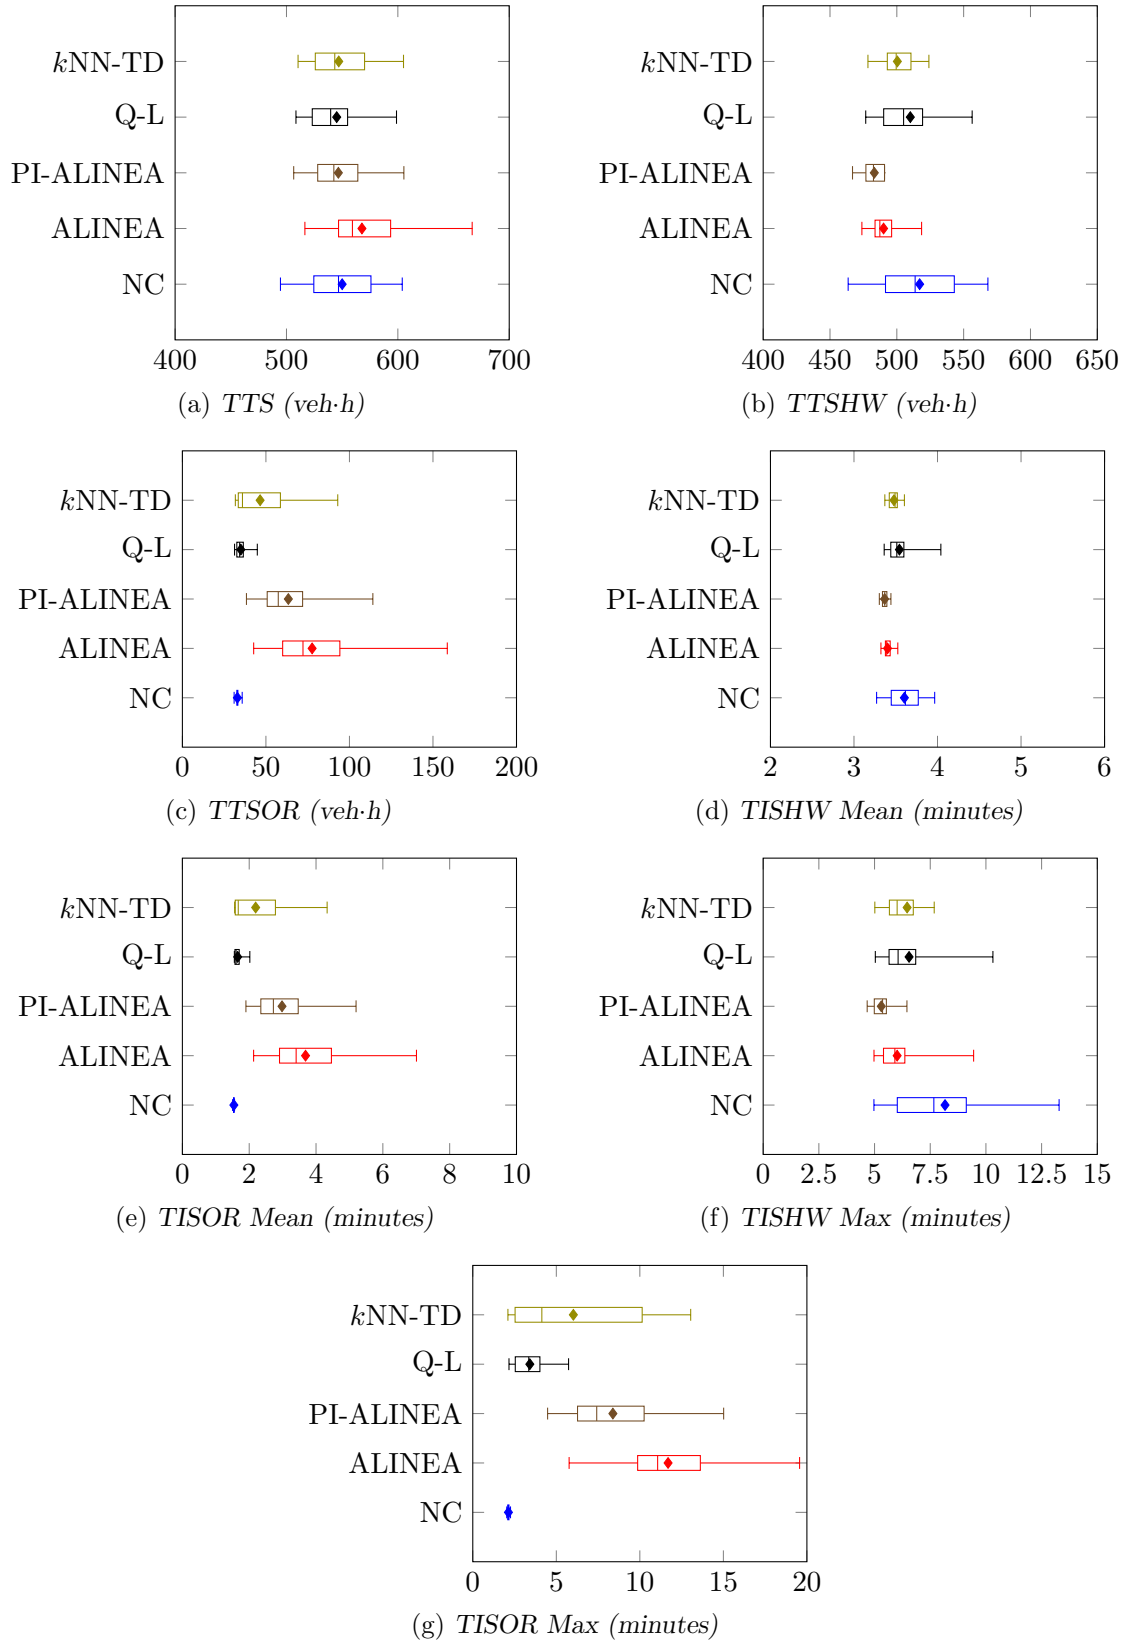 kNN-TD
Q-L
PI-ALINEA
ALINEA
NC
400 500 600 700
(a) TTS (veh·h)
kNN-TD
Q-L
PI-ALINEA
ALINEA
NC
400 450 500 550 600 650
(b) TTSHW (veh·h)
kNN-TD
Q-L
PI-ALINEA
ALINEA
NC
0 50 100 150 200
(c) TTSOR (veh·h)
kNN-TD
Q-L
PI-ALINEA
ALINEA
NC
2 3 4 5 6
(d) TISHW Mean (minutes)
kNN-TD
Q-L
PI-ALINEA
ALINEA
NC
0 2 4 6 8 10
(e) TISOR Mean (minutes)
kNN-TD
Q-L
PI-ALINEA
ALINEA
NC
0 2.5 5 7.5 10 12.5 15
(f) TISHW Max (minutes)
kNN-TD
Q-L
PI-ALINEA
ALINEA
NC
0 5 10 15 20
(g) TISOR Max (minutes)